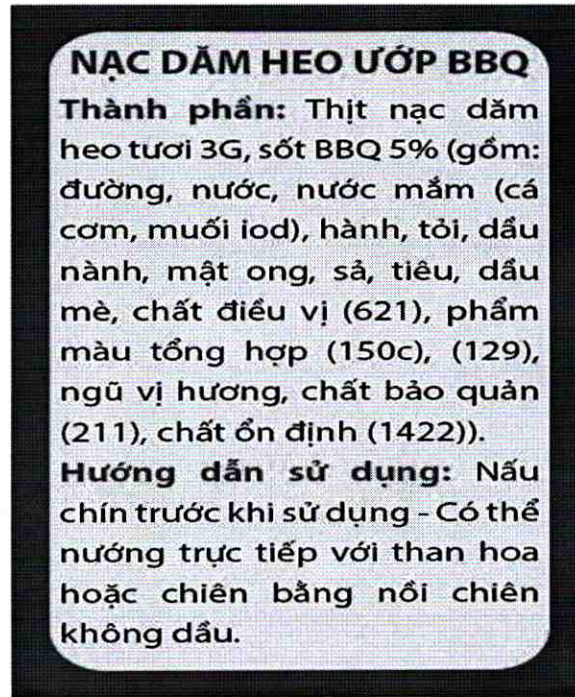 NẠC DĂM HEO ƯỚP BBQ
Thành phần: Thịt nạc dăm
heo tươi 3G, sốt BBQ 5% (gồm:
đường, nước, nước mắm (cá
cơm, muối iod), hành, tỏi, dầu
nành, mật ong, sả, tiêu, dầu
mè, chất điều vị (621), phẩm
màu tổng hợp (150c), (129),
ngũ vị hương, chất bảo quản
(211), chất ổn định (1422)).
Hướng dẫn sử dụng: Nấu
chín trước khi sử dụng - Có thể
nướng trực tiếp với than hoa
hoặc chiên bằng nồi chiên
không dầu.